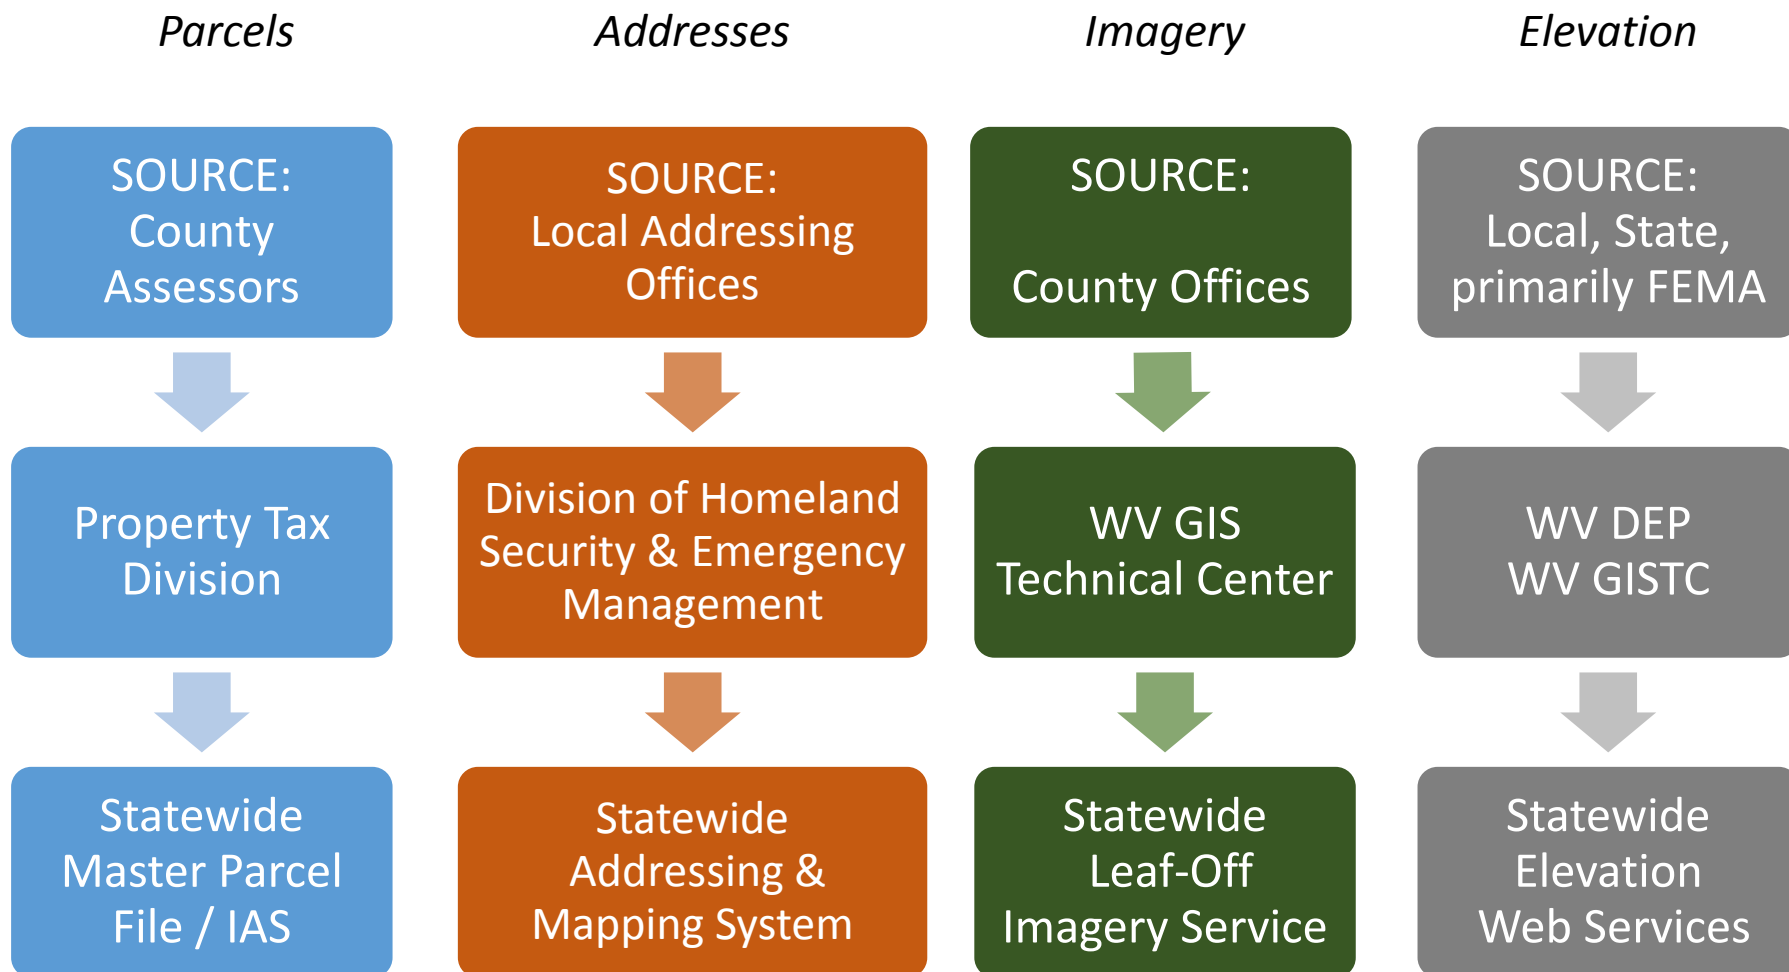 Parcels
Addresses
Imagery
Elevation
SOURCE:
County
Assessors
SOURCE:
Local Addressing
Offices
SOURCE:
County Offices
SOURCE:
Local, State,
primarily FEMA
Property Tax
Division
Division of Homeland
Security & Emergency
Management
WV GIS
Technical Center
WV DEP
WV GISTC
Statewide
Master Parcel
File / IAS
Statewide
Addressing &
Mapping System
Statewide
Leaf-Off
Imagery Service
Statewide
Elevation
Web Services